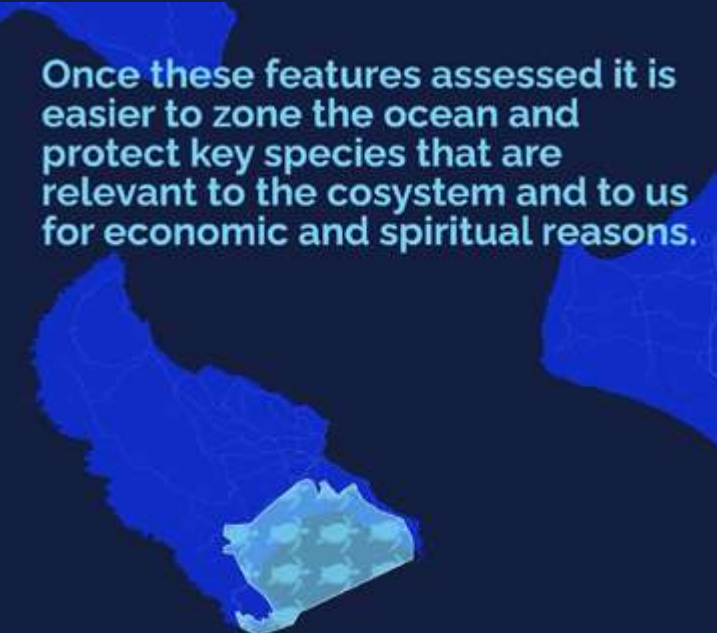 Once these features assessed it is
easier to zone the ocean and
protect key species that are
relevant to the cosystem and to us
for economic and spiritual reasons.